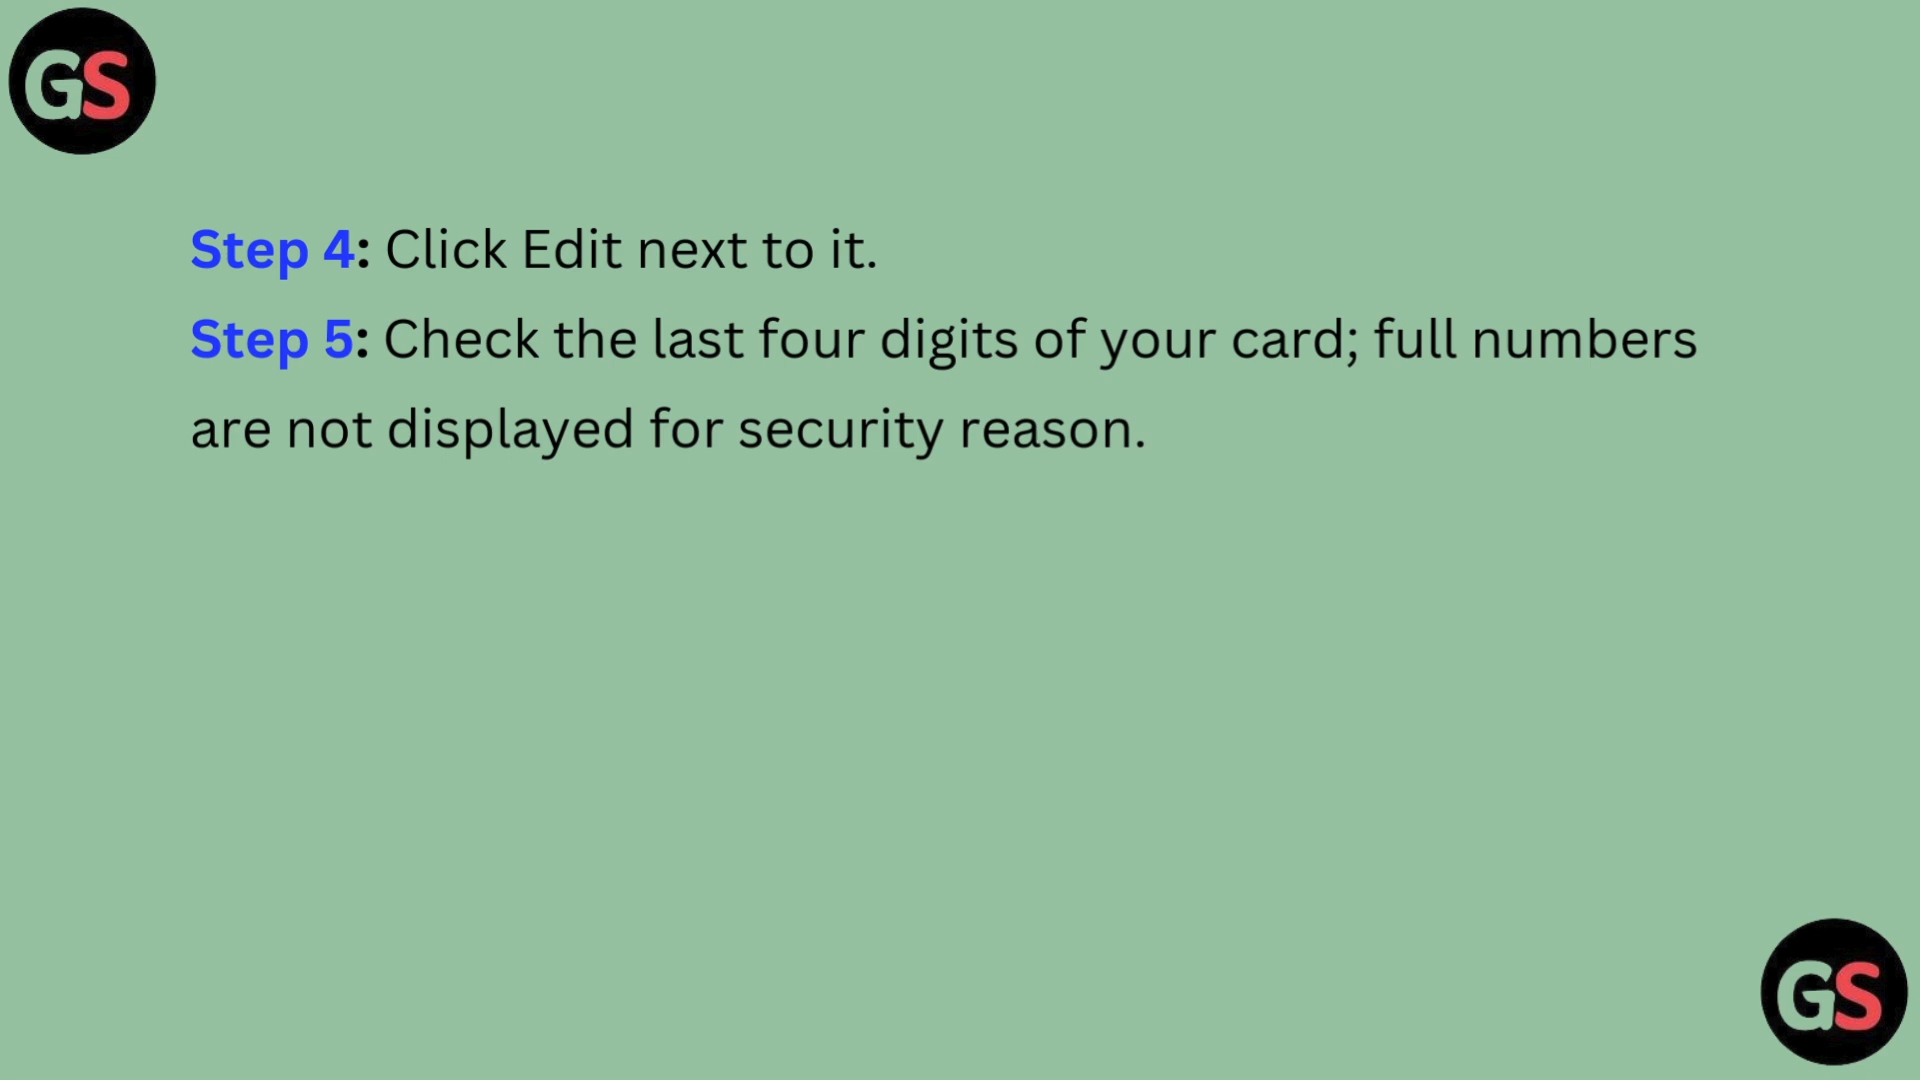 GS
Step 4: Click Edit next to it.
Step 5: Check the last four digits of your card; full numbers
are not displayed for security reason.
GS